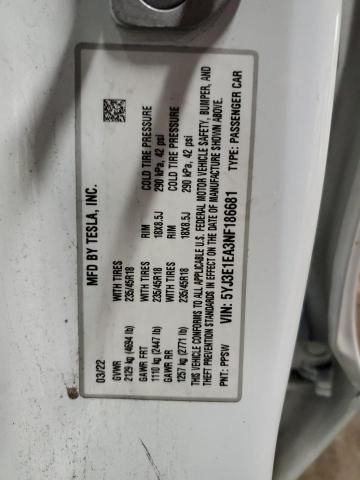 MFD BY TESLA, INC.
03/22
GVWR WITH TIRES RIM COLD TIRE PRESSURE
2129 kg (4694 lb) 235/45R18 18X8.5J 290 kPa, 42 psi
GAWR FRT WITH TIRES RIM COLD TIRE PRESSURE
1110 kg (2447 lb) 235/45R18 18X8.5J 290 kPa, 42 psi
GAWR RR
1257 kg (2771 lb)
THIS VEHICLE CONFORMS TO ALL APPLICABLE U.S. FEDERAL MOTOR VEHICLE SAFETY, BUMPER, AND
THEFT PREVENTION STANDARDS IN EFFECT ON THE DATE OF MANUFACTURE SHOWN ABOVE.
VIN: 5YJ3E1EA3NF186681 TYPE: PASSENGER CAR
PNT: PPSW